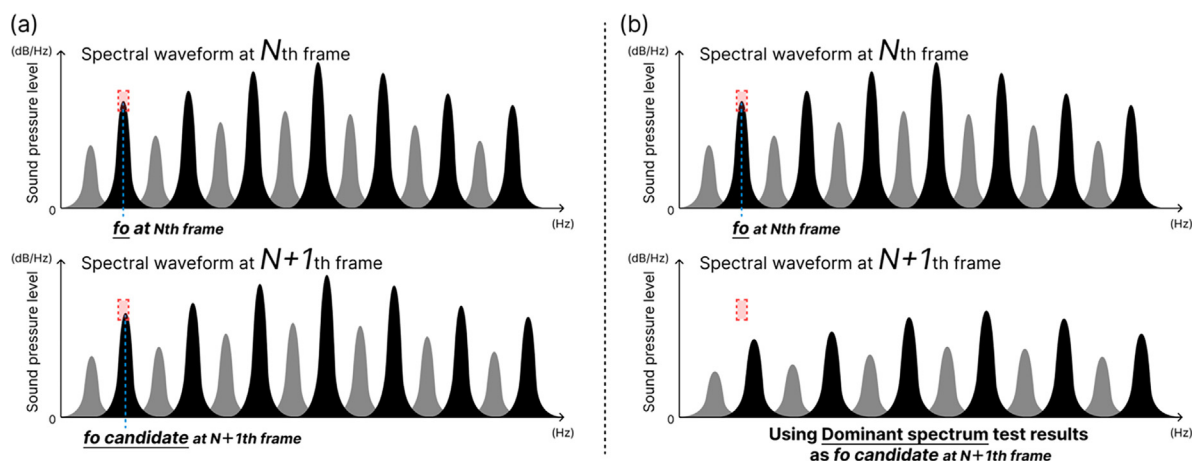 (a)
(dB/Hz)
Spectral waveform at Nth frame
Sound pressure level
0
(Hz)
fo at Nth frame
(dB/Hz)
Spectral waveform at N+1th frame
Sound pressure level
0
(Hz)
fo candidate at N+1th frame
(b)
(dB/Hz)
Spectral waveform at Nth frame
Sound pressure level
0
(Hz)
fo at Nth frame
(dB/Hz)
Spectral waveform at N+1th frame
Sound pressure level
0
(Hz)
Using Dominant spectrum test results
as fo candidate at N+1th frame